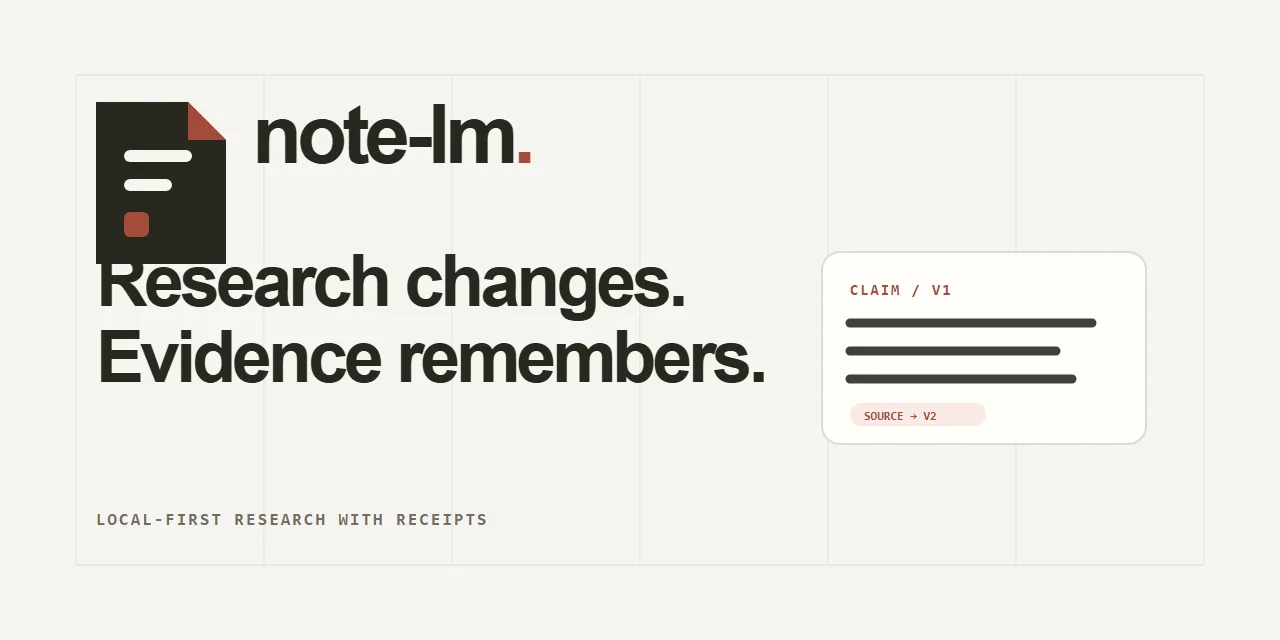 note-lm.
Research changes.
Evidence remembers.
CLAIM / V1
SOURCE → V2
LOCAL-FIRST RESEARCH WITH RECEIPTS